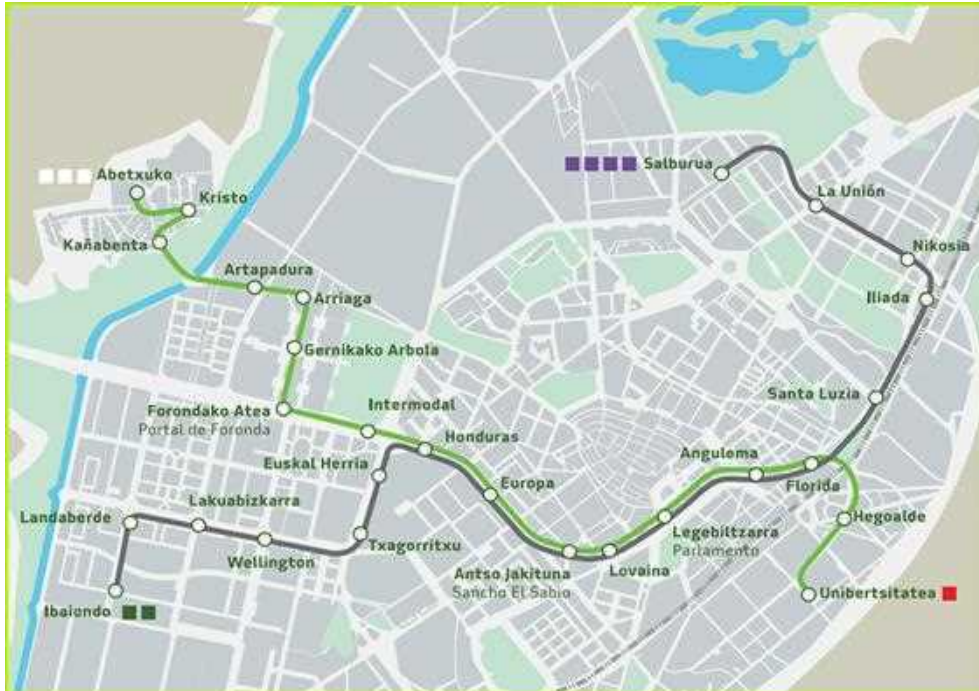 Abetxuko
Kristo
Kañabenta
Artapadura
Arriaga
Gernikako Arbola
Forondako Atea
Portal de Foronda
Intermodal
Honduras
Euskal Herria
Europa
Lakuabizkarra
Landaberde
Wellington
Txagorritxu
Ibaiondo
Antso Jakituna
Sancho El Sabio
Lovaina
Legebiltzarra
Parlamento
Angulema
Florida
Hegoalde
Unibertsitatea
Santa Luzia
Iliada
Nikosia
La Unión
Salburua